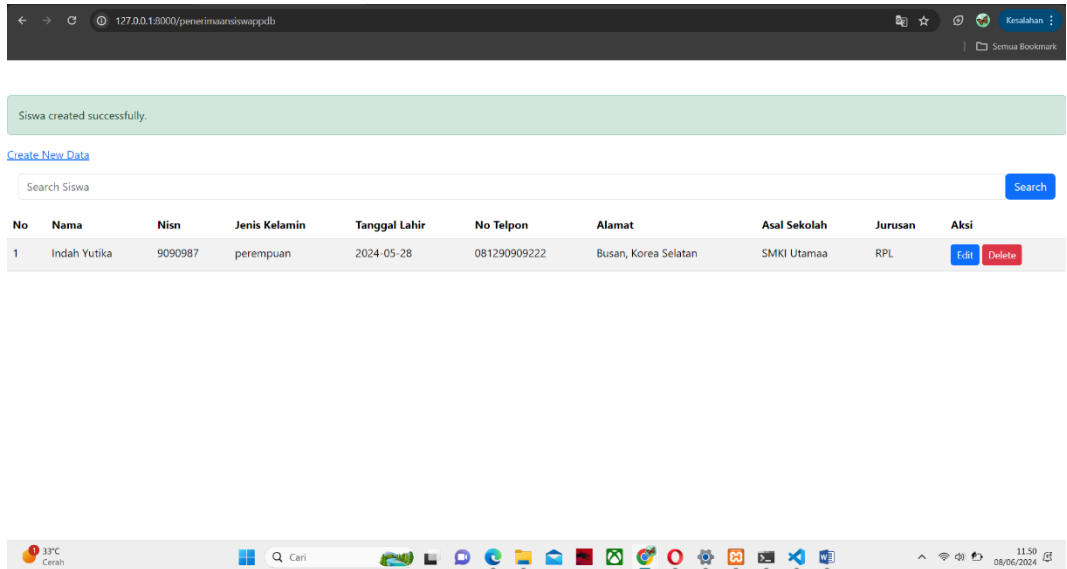 127.0.0.1:8000/penerimaansiswappdb
Kesalahan
Semua Bookmark
Siswa created successfully.
Create New Data
Search Siswa
Search
No Nama Nisn Jenis Kelamin Tanggal Lahir No Telpon Alamat Asal Sekolah Jurusan Aksi
1 Indah Yutika 9090987 perempuan 2024-05-28 081290909222 Busan, Korea Selatan SMKI Utamaa RPL Edit Delete
1
33°C
Cerah
Cari
11.50
08/06/2024